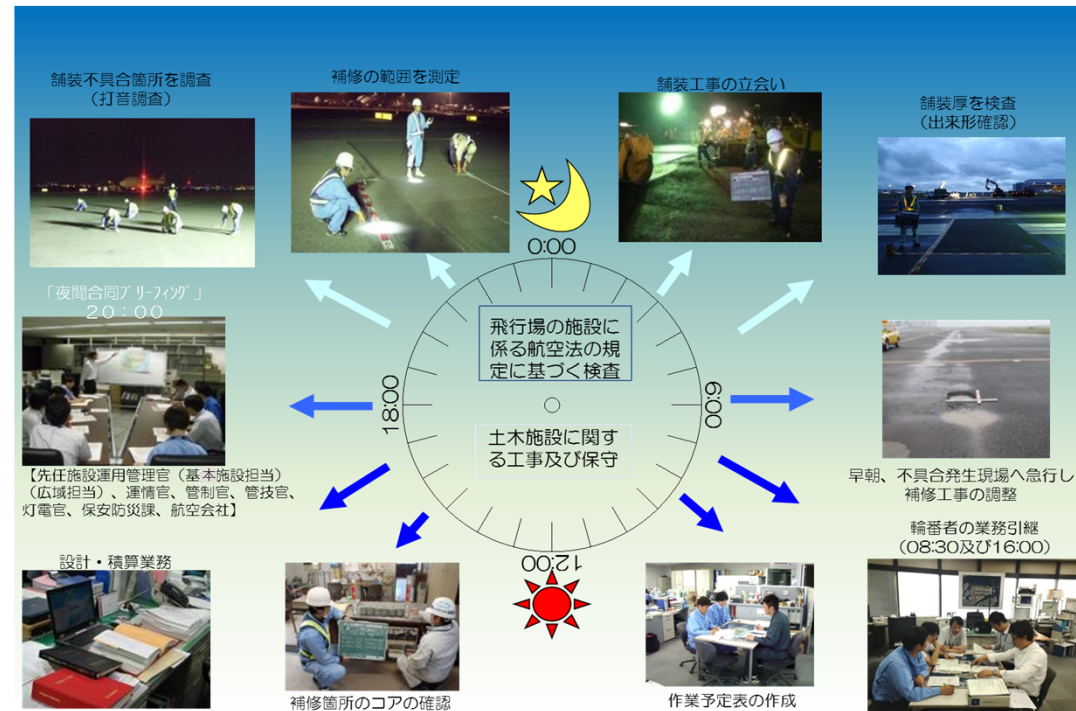 舗装不具合箇所を調査
（打音調査）
補修の範囲を測定
舗装工事の立会い
舗装厚を検査
（出来形確認）
0:00
「夜間合同ﾌﾞﾘｰﾌｨﾝｸﾞ」
２０：００
飛行場の施設に
係る航空法の規
定に基づく検査
18:00
6:00
土木施設に関す
る工事及び保守
【先任施設運用管理官（基本施設担当）
（広域担当）、運情官、管制官、管技官、
灯電官、保安防災課、航空会社】
早朝、不具合発生現場へ急行し
補修工事の調整
輪番者の業務引継
（08:30及び16:00）
設計・積算業務
12:00
補修箇所のコアの確認
作業予定表の作成